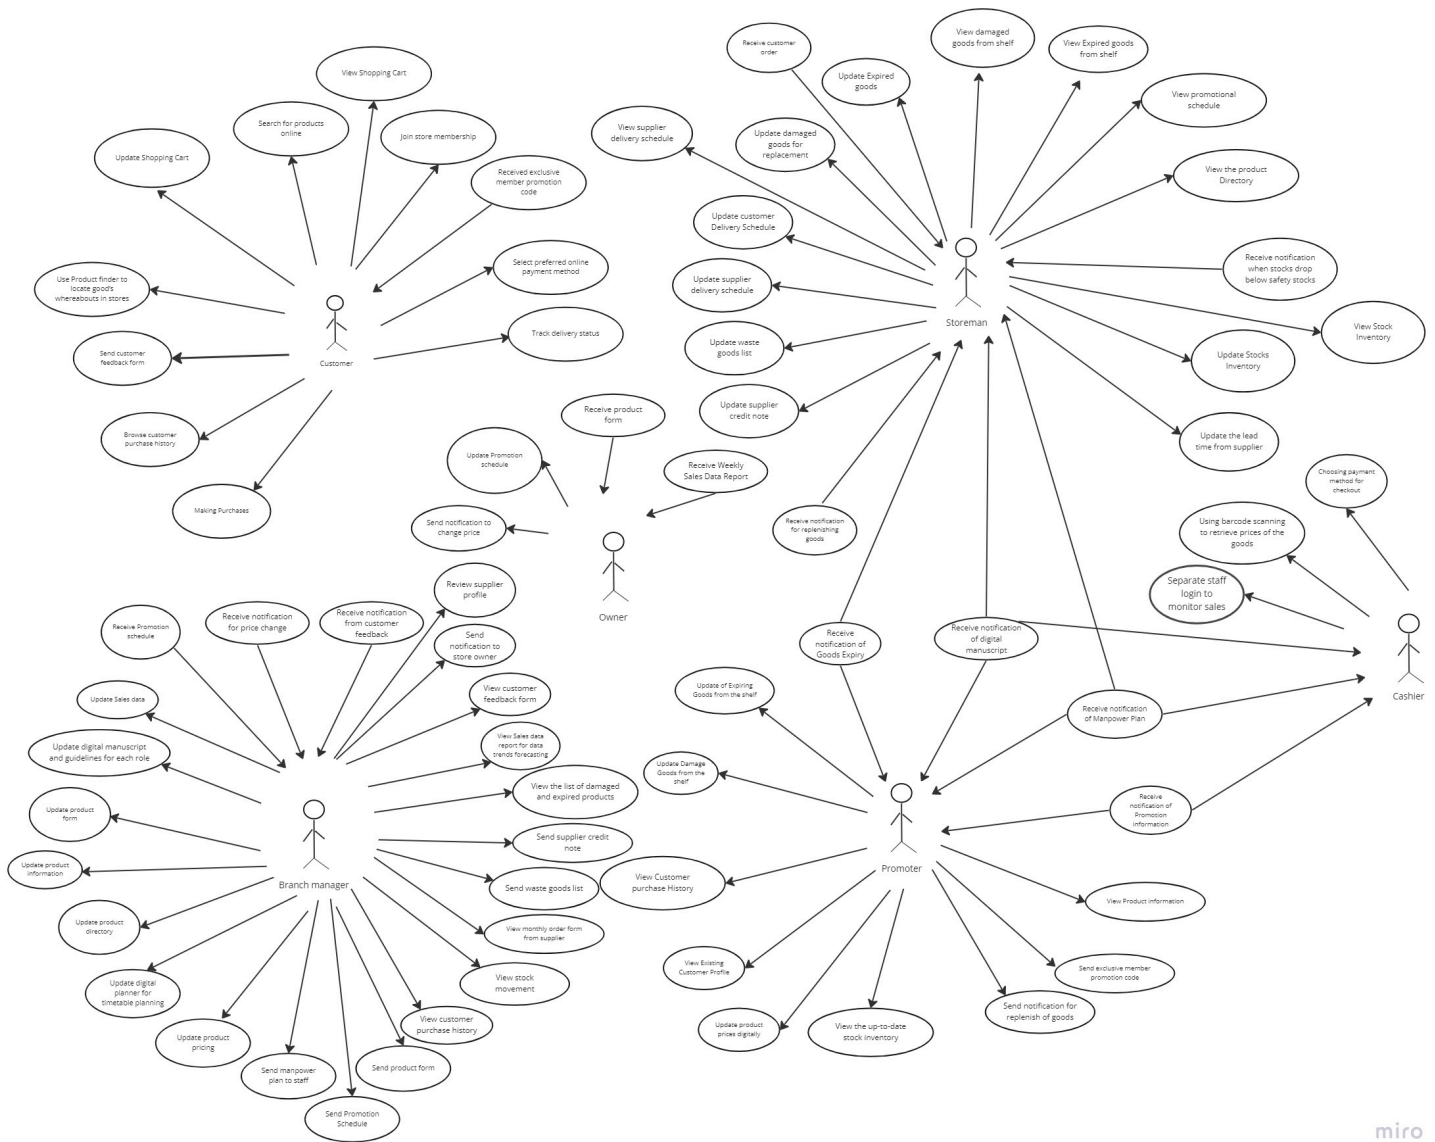 View Shopping Cart
Search for products
online
Join store membership
Update Shopping Cart
Received exclusive
member promotion
code
Select preferred online
payment method
Use Product finder to
locate good's
whereabouts in stores
Track delivery status
Send customer
feedback form
Customer
Browse customer
purchase history
Making Purchases
Receive customer
order
View damaged
goods from shelf
View Expired goods
from shelf
Update Expired
goods
View promotional
schedule
View supplier
delivery schedule
Update damaged
goods for
replacement
View the product
Directory
Update customer
Delivery Schedule
Receive notification
when stocks drop
below safety stocks
Update supplier
delivery schedule
Storeman
View Stock
Inventory
Update waste
goods list
Update Stocks
Inventory
Update supplier
credit note
Update the lead
time from supplier
Receive notification
for replenishing
goods
Receive product
form
Update Promotion
schedule
Receive Weekly
Sales Data Report
Send notification to
change price
Owner
Choosing payment
method for
checkout
Using barcode scanning
to retrieve prices of the
goods
Separate staff
login to
monitor sales
Cashier
Receive
notification of
Goods Expiry
Receive notification
of digital
manuscript
Receive notification
of Manpower Plan
Receive
notification of
Promotion
information
Review supplier
profile
Receive Promotion
schedule
Receive notification
for price change
Receive notification
from customer
feedback
Send
notification to
store owner
Update Sales data
View customer
feedback form
Update digital manuscript
and guidelines for each role
View Sales data
report for data
trends forecasting
Update product
form
View the list of damaged
and expired products
Send supplier credit
note
Update product
information
Branch manager
Send waste goods list
Update product
directory
View monthly order form
from supplier
Update digital
planner for
timetable planning
View stock
movement
Update product
pricing
View customer
purchase history
Send manpower
plan to staff
Send product form
Send Promotion
Schedule
Update of Expiring
Goods from the shelf
Update Damage
Goods from the
shelf
Promoter
View Customer
purchase History
View Product information
View Existing
Customer Profile
Send exclusive member
promotion code
Update product
prices digitally
View the up-to-date
stock Inventory
Send notification for
replenish of goods
miro